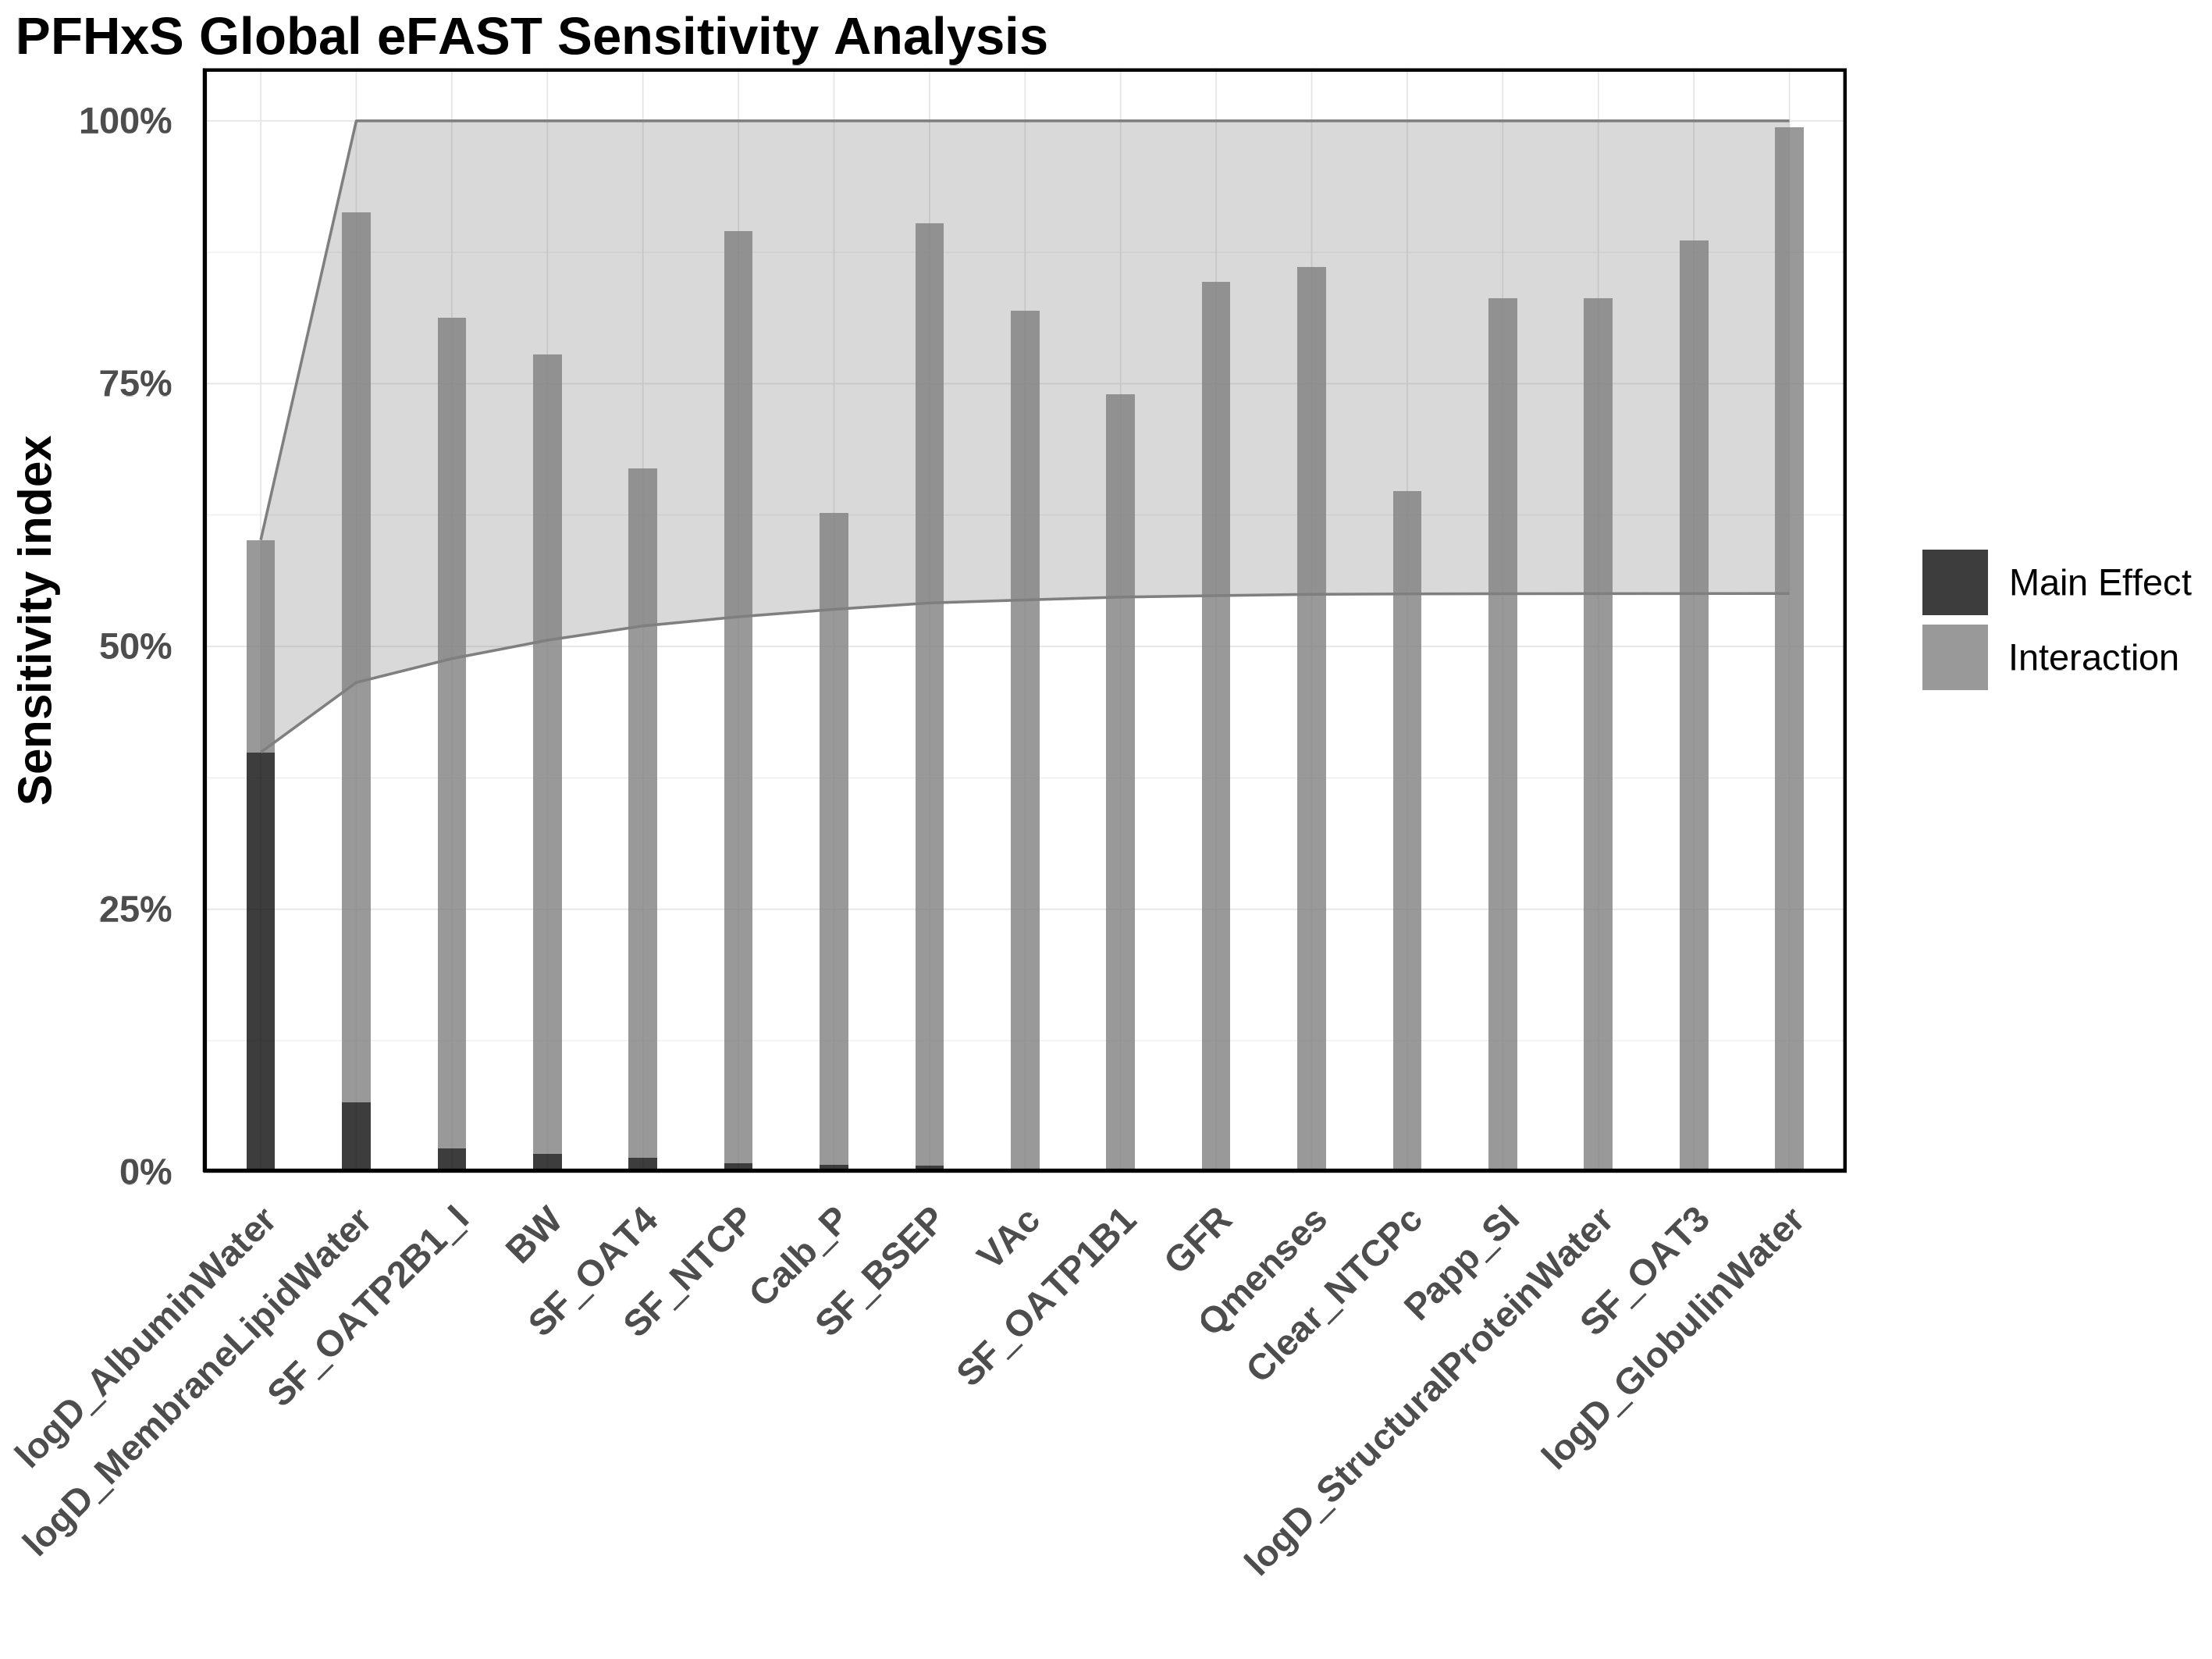 PFHxS Global eFAST Sensitivity Analysis
100%
75%
50%
25%
0%
Sensitivity index
Main Effect
Interaction
logD_AlbuminWater
logD_MembraneLipidWater
SF_OATP2B1_I
BW
SF_OAT4
SF_NTCP
Calb_P
SF_BSEP
VAc
SF_OATP1B1
GFR
Qmenses
Clear_NTCPc
Papp_SI
logD_StructuralProteinWater
SF_OAT3
logD_GlobulinWater